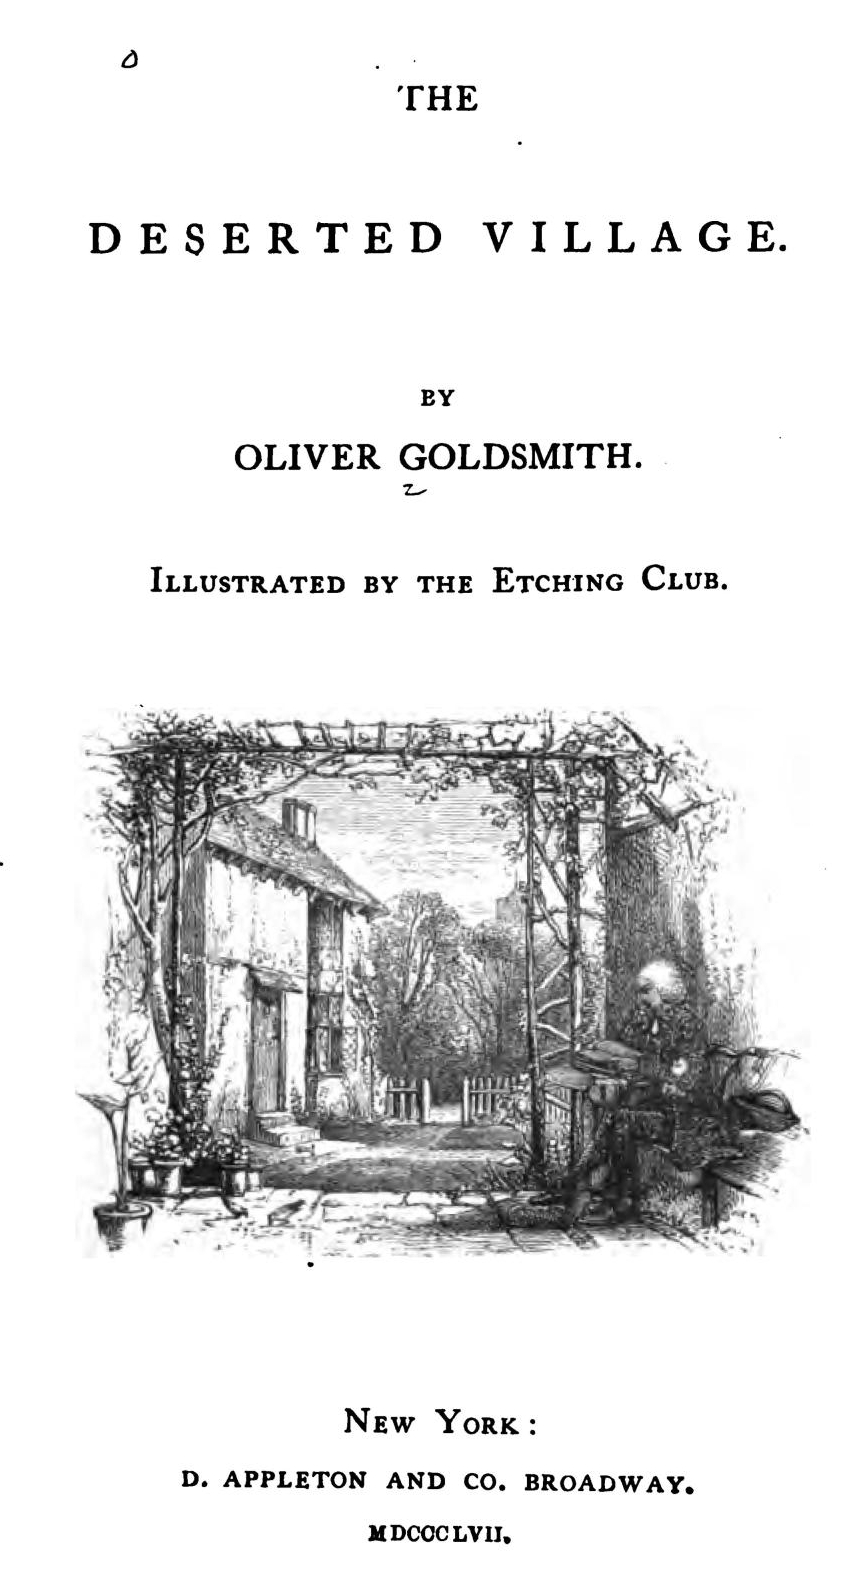 THE
DESERTED VILLAGE.
BY
OLIVER GOLDSMITH.
ILLUSTRATED BY THE ETCHING CLUB.
NEW YORK:
D. APPLETON AND CO. BROADWAY.
MDCCCLVII.